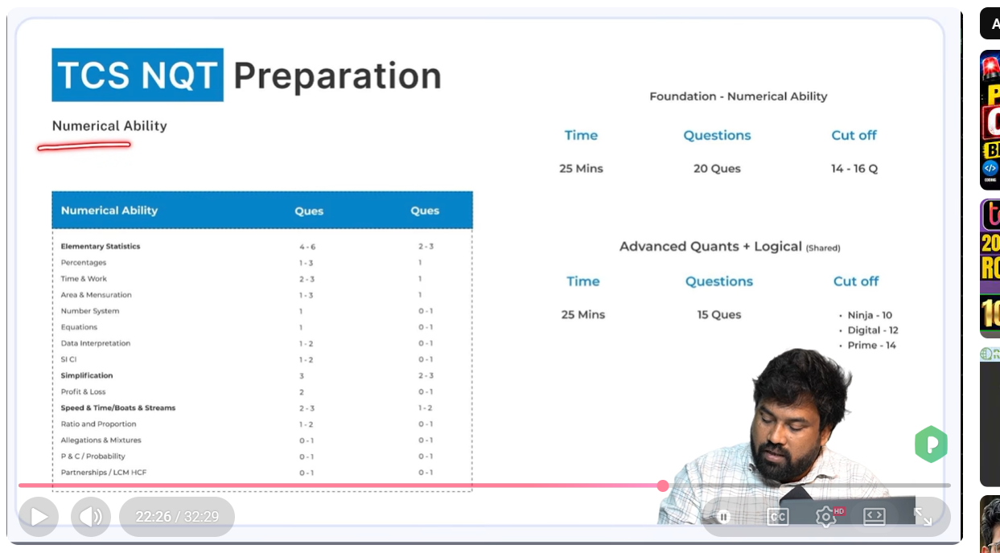 TCS NQT Preparation
Numerical Ability
Foundation - Numerical Ability
Time Questions Cut off
25 Mins 20 Ques 14 - 16 Q
Numerical Ability Ques Ques
Elementary Statistics 4 - 6 2 - 3
Percentages 1 - 3 1
Time & Work 2 - 3 1
Area & Mensuration 1 - 3 1
Number System 1 0 - 1
Equations 1 0 - 1
Data Interpretation 1 - 2 0 - 1
SI CI 1 - 2 0 - 1
Simplification 3 2 - 3
Profit & Loss 2 0 - 1
Speed & Time/Boats & Streams 2 - 3 1 - 2
Ratio and Proportion 1 - 2 0 - 1
Allegations & Mixtures 0 - 1 0 - 1
P & C / Probability 0 - 1 0 - 1
Partnerships / LCM HCF 0 - 1 0 - 1
Advanced Quants + Logical (Shared)
Time Questions Cut off
25 Mins 15 Ques
• Ninja - 10
• Digital - 12
• Prime - 14
22:26 / 32:29
CC
HD
A
20
10